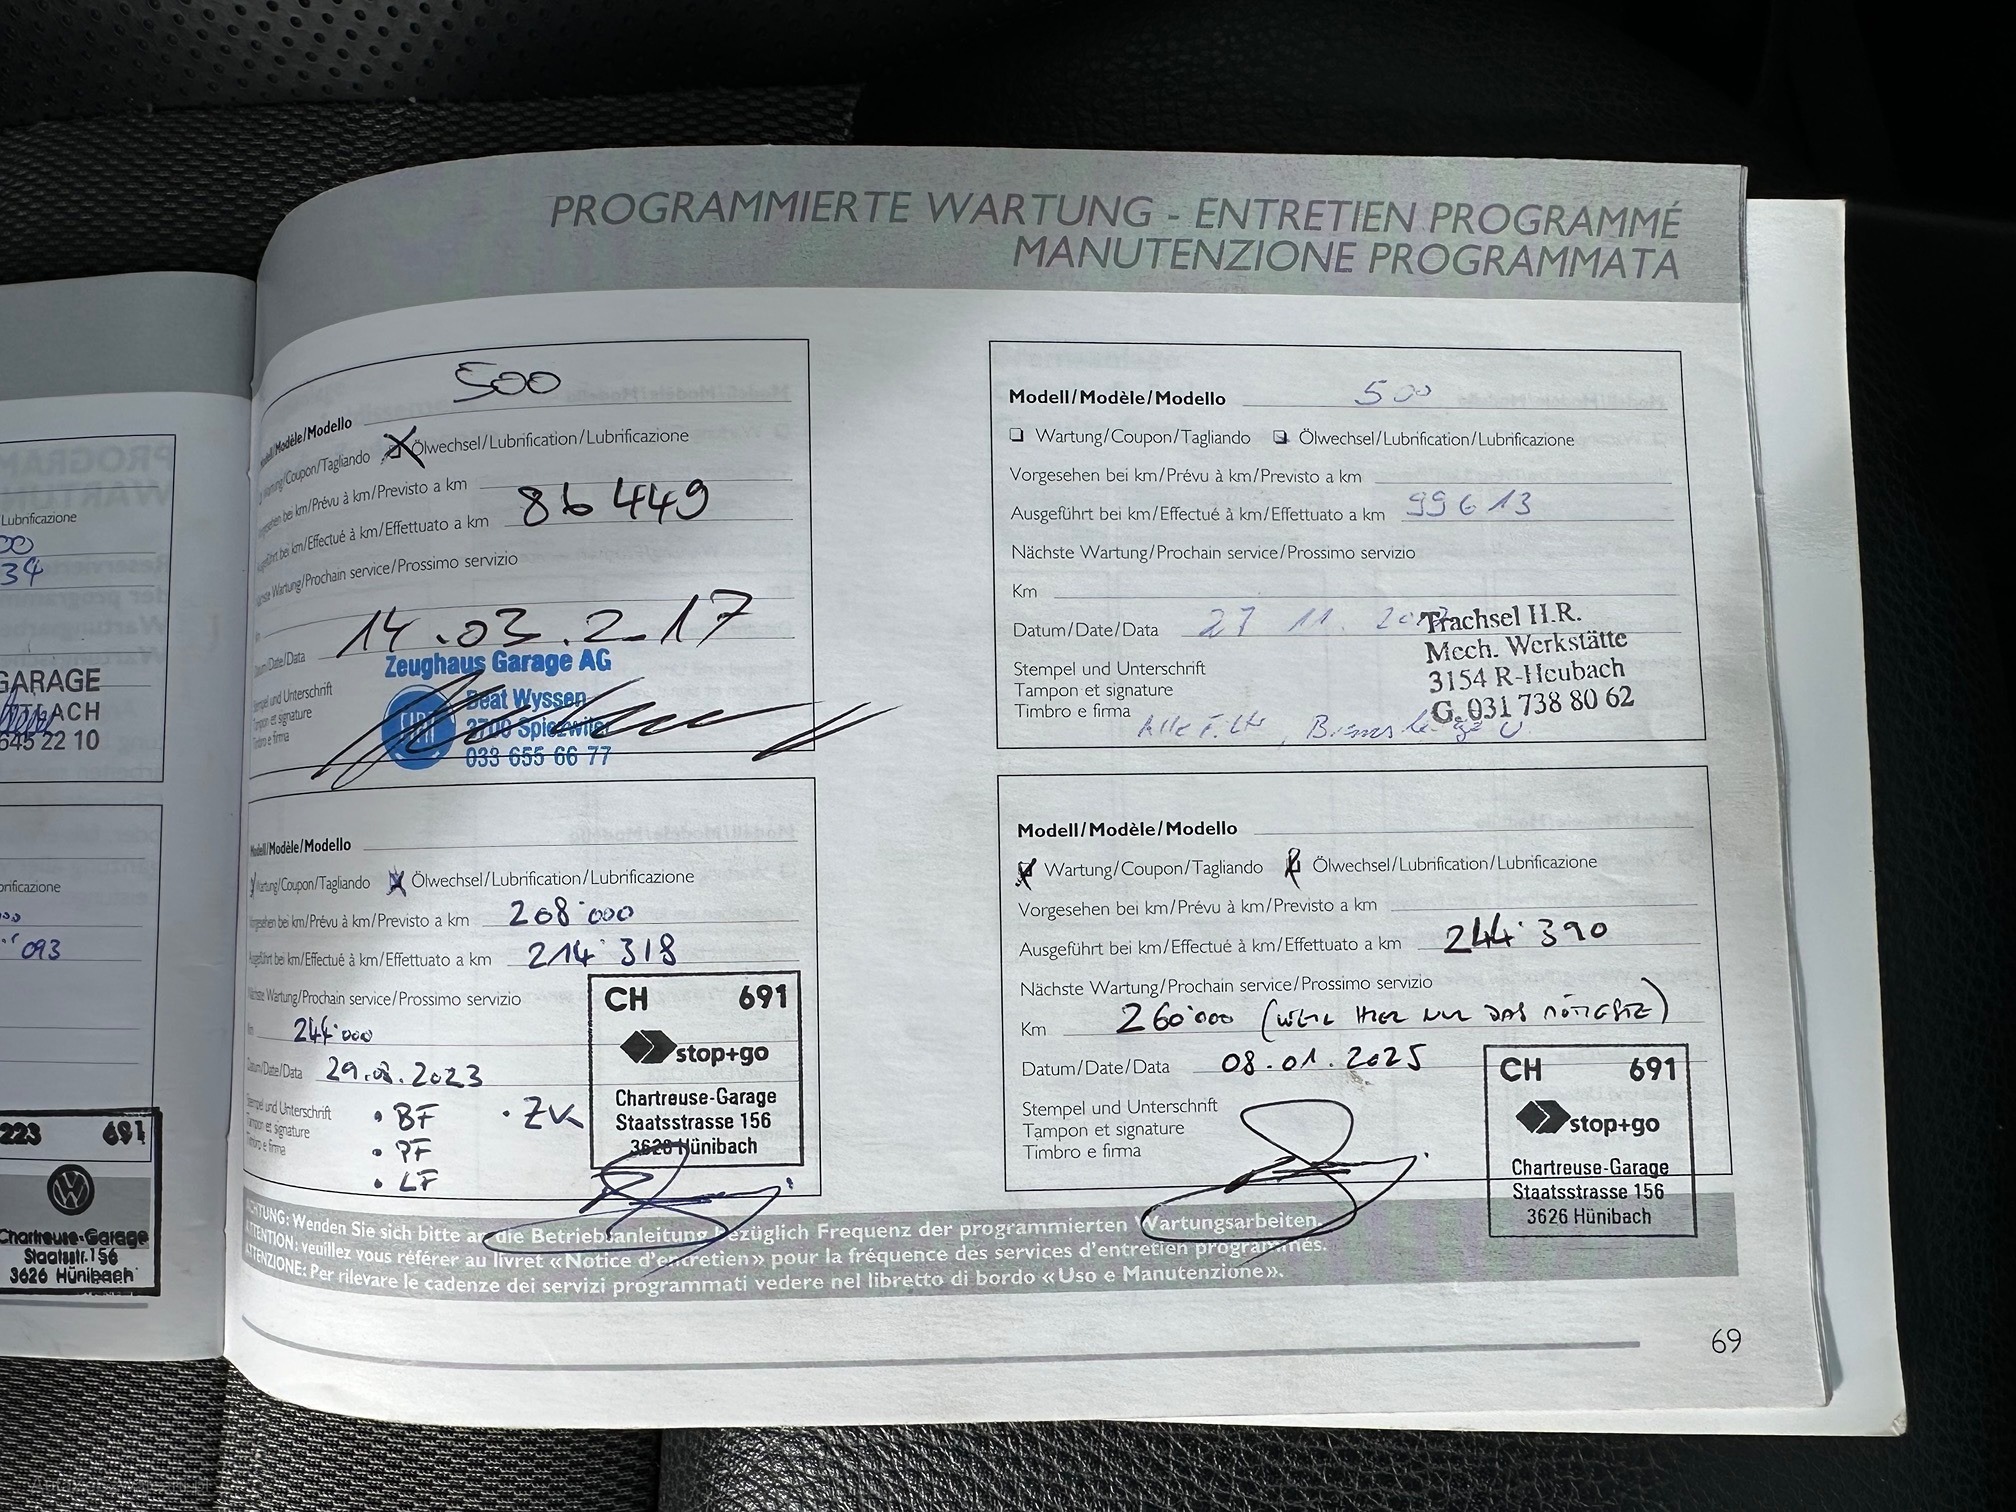 PROGRAMMIERTE WARTUNG - ENTRETIEN PROGRAMMÉ
MANUTENZIONE PROGRAMMATA
Lubrificazione
34
GARAGE
645 22 10
093
223 691
Chartreuse-Garage
Staatsstr.156
3626 Hünibach
500
Modell/Modèle/Modello
Wartung/Coupon/Tagliando Ölwechsel/Lubrification/Lubrificazione
Vorgesehen bei km/Prévu à km/Previsto a km
Ausgeführt bei km/Effectué à km/Effettuato a km 86 449
Nächste Wartung/Prochain service/Prossimo servizio
Km
Datum/Date/Data 14.03.2017
Stempel und Unterschrift
Tampon et signature
Timbro e firma
Zeughaus Garage AG
FIAT
Beat Wyssen
3700 Spiezwiler
033 655 66 77
Modell/Modèle/Modello 500
Wartung/Coupon/Tagliando Ölwechsel/Lubrification/Lubrificazione
Vorgesehen bei km/Prévu à km/Previsto a km
Ausgeführt bei km/Effectué à km/Effettuato a km 99613
Nächste Wartung/Prochain service/Prossimo servizio
Km
Datum/Date/Data 27 11
Stempel und Unterschrift
Tampon et signature
Timbro e firma
Trachsel H.R.
Mech. Werkstätte
3154 R-Heubach
G. 031 738 80 62
Modell/Modèle/Modello
Wartung/Coupon/Tagliando Ölwechsel/Lubrification/Lubrificazione
Vorgesehen bei km/Prévu à km/Previsto a km 208'000
Ausgeführt bei km/Effectué à km/Effettuato a km 214'318
Nächste Wartung/Prochain service/Prossimo servizio
Km 244'000
Datum/Date/Data 29. 2023
Stempel und Unterschrift
Tampon et signature
Timbro e firma
• BF • ZK
• PF
• LF
CH 691
stop+go
Chartreuse-Garage
Staatsstrasse 156
3626 Hünibach
Modell/Modèle/Modello
Wartung/Coupon/Tagliando Ölwechsel/Lubrification/Lubrificazione
Vorgesehen bei km/Prévu à km/Previsto a km
Ausgeführt bei km/Effectué à km/Effettuato a km 244'390
Nächste Wartung/Prochain service/Prossimo servizio
Km 260'000 (WEIL HIER NUR DAS NÖTIGSTE)
Datum/Date/Data 08.01.2025
Stempel und Unterschrift
Tampon et signature
Timbro e firma
CH 691
stop+go
Chartreuse-Garage
Staatsstrasse 156
3626 Hünibach
ACHTUNG: Wenden Sie sich bitte an die Betriebsanleitung bezüglich Frequenz der programmierten Wartungsarbeiten.
ATTENTION: veuillez vous référer au livret «Notice d'entretien» pour la fréquence des services d'entretien programmés.
ATTENZIONE: Per rilevare le cadenze dei servizi programmati vedere nel libretto di bordo «Uso e Manutenzione».
69